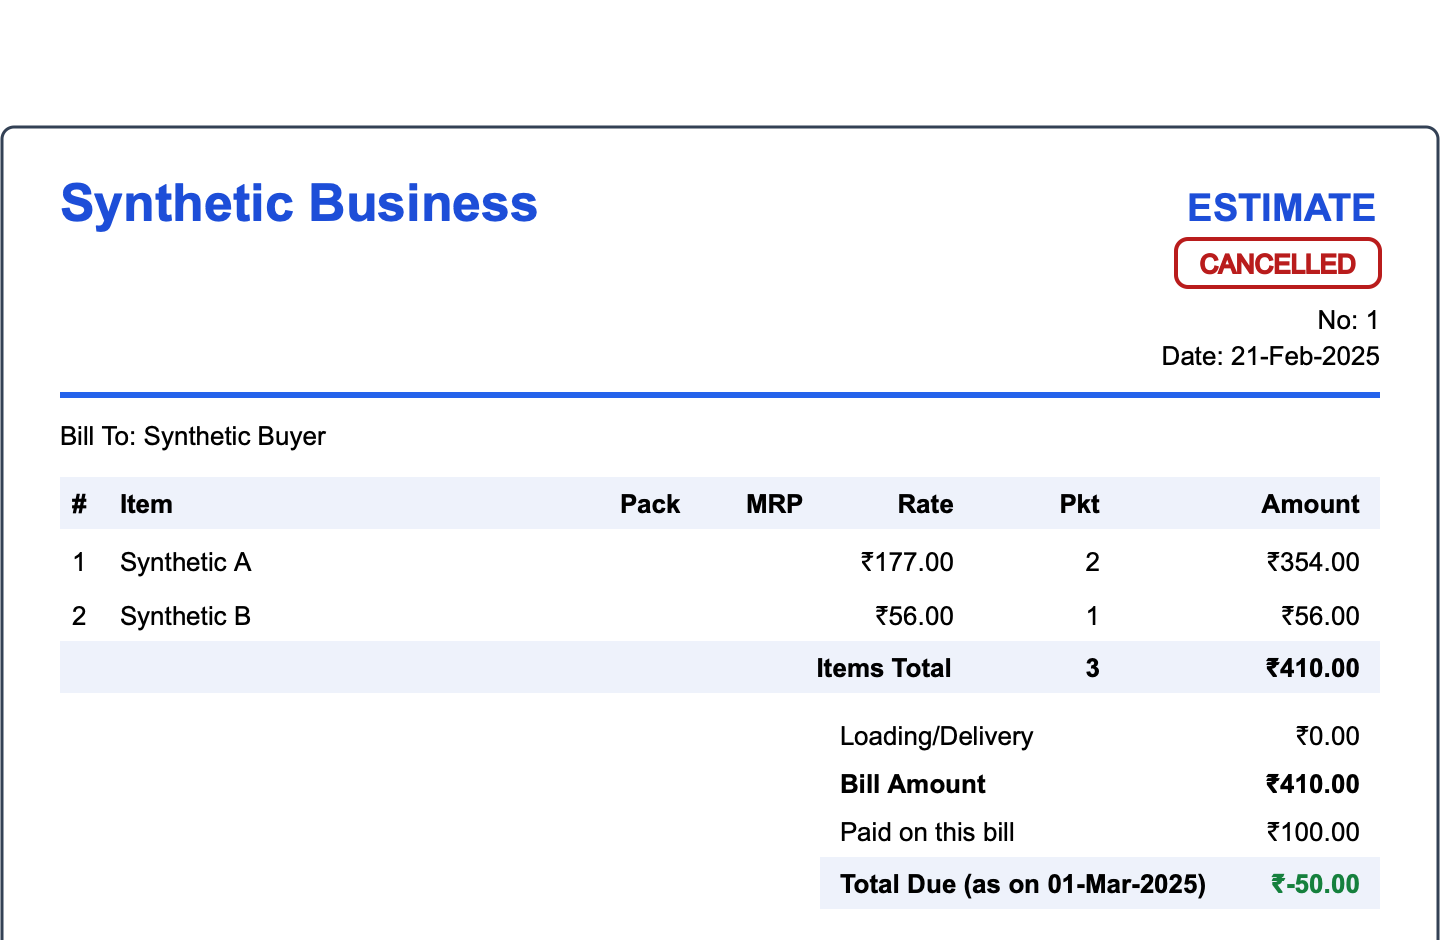 Synthetic Business
ESTIMATE
CANCELLED
No: 1
Date: 21-Feb-2025
Bill To: Synthetic Buyer
# Item Pack MRP Rate Pkt Amount
1 Synthetic A ₹177.00 2 ₹354.00
2 Synthetic B ₹56.00 1 ₹56.00
Items Total 3 ₹410.00
Loading/Delivery ₹0.00
Bill Amount ₹410.00
Paid on this bill ₹100.00
Total Due (as on 01-Mar-2025) ₹-50.00